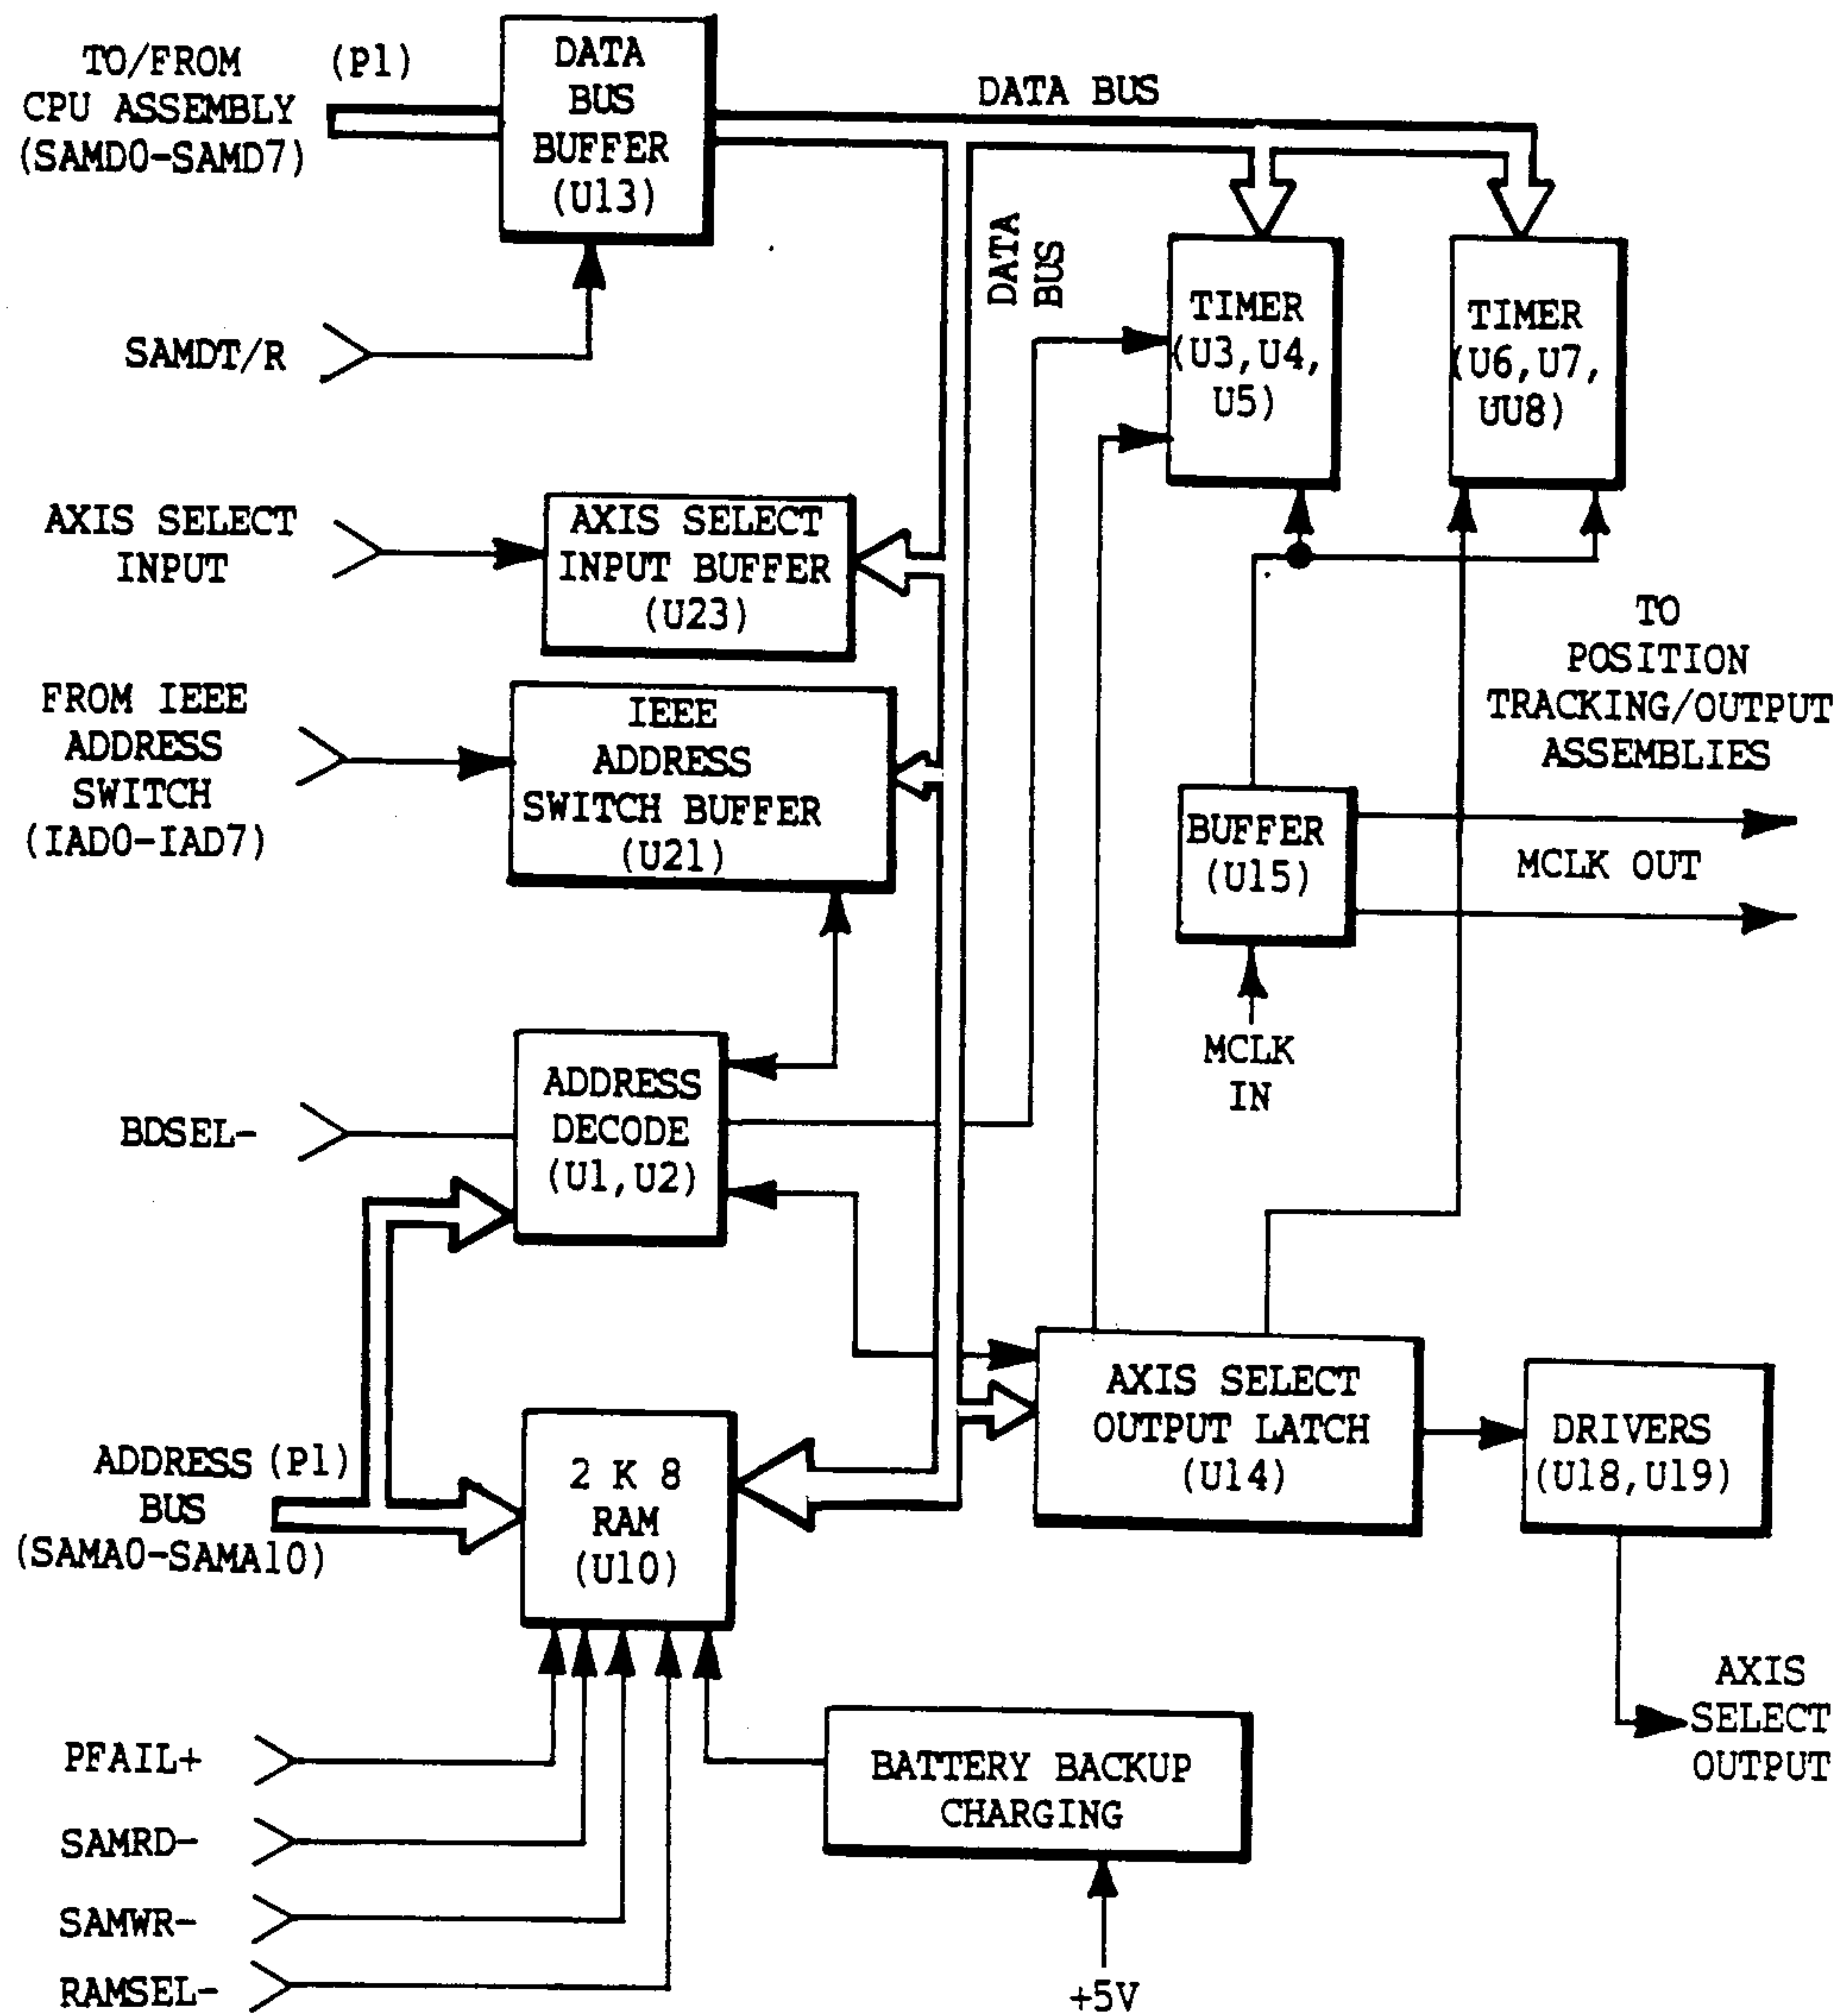 TO/FROM
CPU ASSEMBLY
(SAMD0-SAMD7)
(P1)
DATA
BUS
BUFFER
(U13)
DATA BUS
DATA
BUS
SAMDT/R
TIMER
(U3,U4,
U5)
TIMER
(U6,U7,
UU8)
AXIS SELECT
INPUT
AXIS SELECT
INPUT BUFFER
(U23)
FROM IEEE
ADDRESS
SWITCH
(IAD0-IAD7)
IEEE
ADDRESS
SWITCH BUFFER
(U21)
TO
POSITION
TRACKING/OUTPUT
ASSEMBLIES
BUFFER
(U15)
MCLK OUT
MCLK
IN
BDSEL-
ADDRESS
DECODE
(U1,U2)
ADDRESS (P1)
BUS
(SAMA0-SAMA10)
2 K 8
RAM
(U10)
AXIS SELECT
OUTPUT LATCH
(U14)
DRIVERS
(U18,U19)
AXIS
SELECT
OUTPUT
PFAIL+
SAMRD-
SAMWR-
RAMSEL-
BATTERY BACKUP
CHARGING
+5V